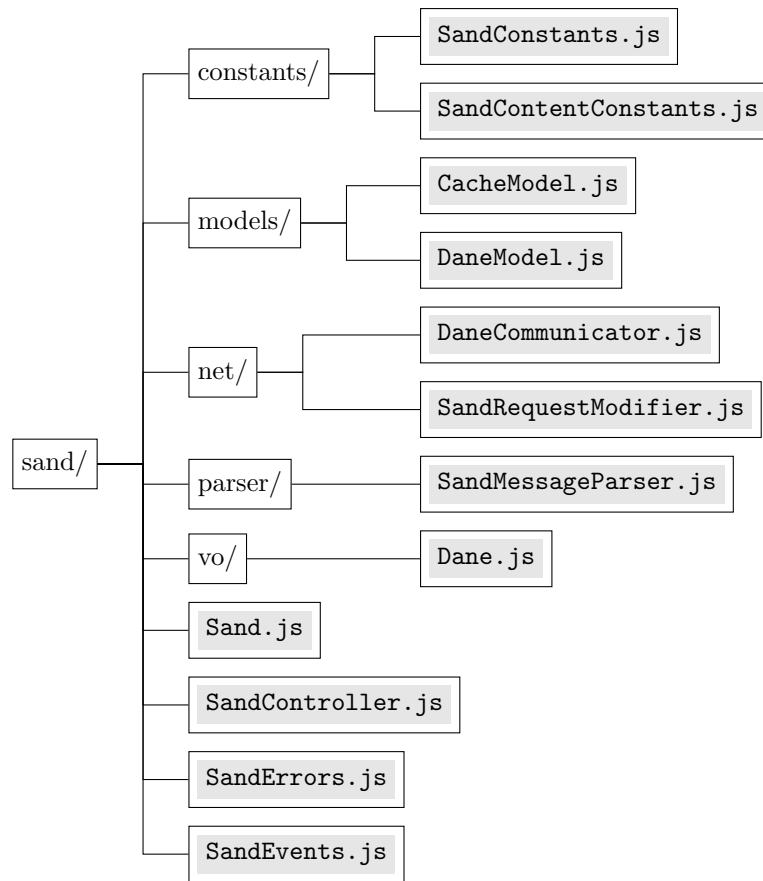 sand/
constants/
SandConstants.js
SandContentConstants.js
models/
CacheModel.js
DaneModel.js
net/
DaneCommunicator.js
SandRequestModifier.js
parser/
SandMessageParser.js
vo/
Dane.js
Sand.js
SandController.js
SandErrors.js
SandEvents.js